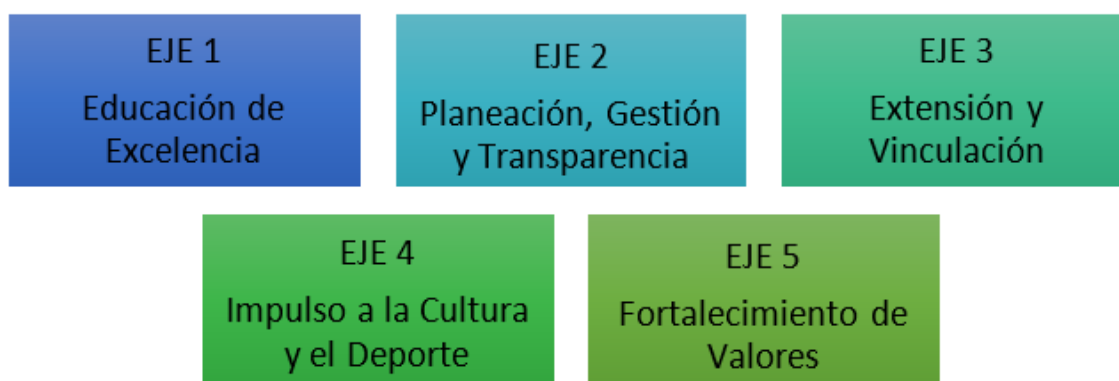 EJE 1
Educación de
Excelencia
EJE 2
Planeación, Gestión
y Transparencia
EJE 3
Extensión y
Vinculación
EJE 4
Impulso a la Cultura
y el Deporte
EJE 5
Fortalecimiento de
Valores